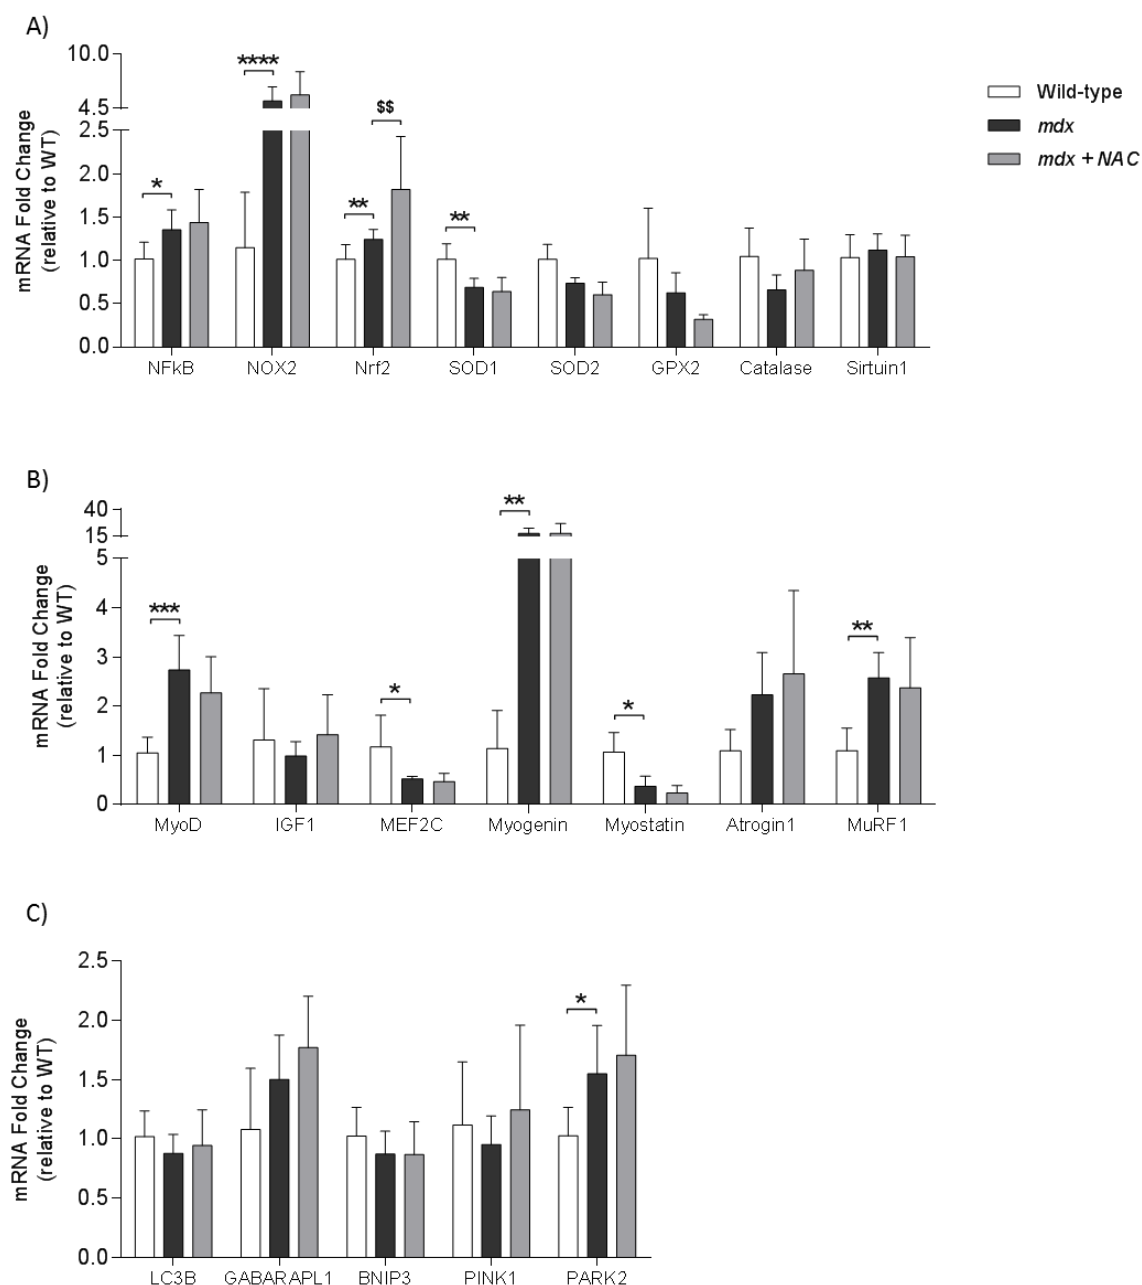 A)
mRNA Fold Change
(relative to WT)
10.0
4.5
2.5
2.0
1.5
1.0
0.5
0.0
*
****
**
$$
**
NFkB NOX2 Nrf2 SOD1 SOD2 GPX2 Catalase Sirtuin1
Wild-type
mdx
mdx + NAC
B)
mRNA Fold Change
(relative to WT)
40
15
5
4
3
2
1
0
***
*
**
*
**
MyoD IGF1 MEF2C Myogenin Myostatin Atrogin1 MuRF1
C)
mRNA Fold Change
(relative to WT)
2.5
2.0
1.5
1.0
0.5
0.0
*
LC3B GABARAPL1 BNIP3 PINK1 PARK2